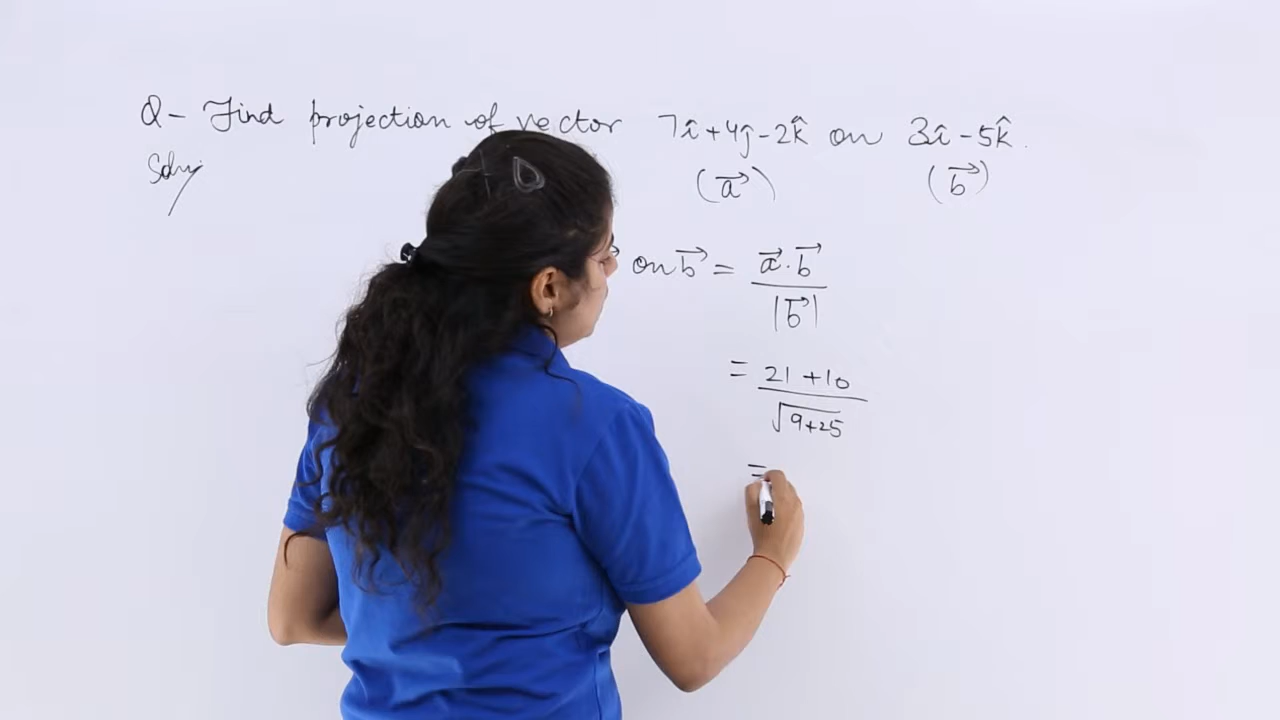 Q- Find projection of vector 7î+4ĵ-2k̂ on 3î-5k̂.
Soln (a⃗) (b⃗)
on b⃗ = a⃗.b⃗ / |b⃗|
= 21+10 / √9+25
=